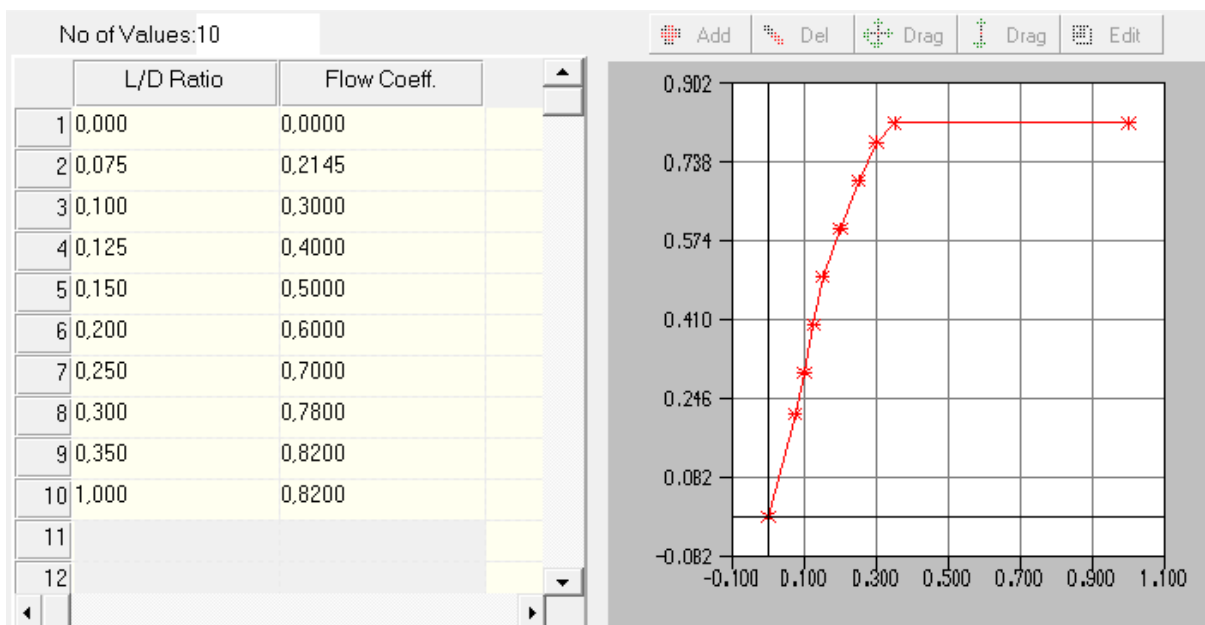 No of Values:10
Add Del Drag Drag Edit
L/D Ratio Flow Coeff.
1 0,000 0,0000
2 0,075 0,2145
3 0,100 0,3000
4 0,125 0,4000
5 0,150 0,5000
6 0,200 0,6000
7 0,250 0,7000
8 0,300 0,7800
9 0,350 0,8200
10 1,000 0,8200
11
12
0.902
0.738
0.574
0.410
0.246
0.082
-0.082
-0.100 0.100 0.300 0.500 0.700 0.900 1.100